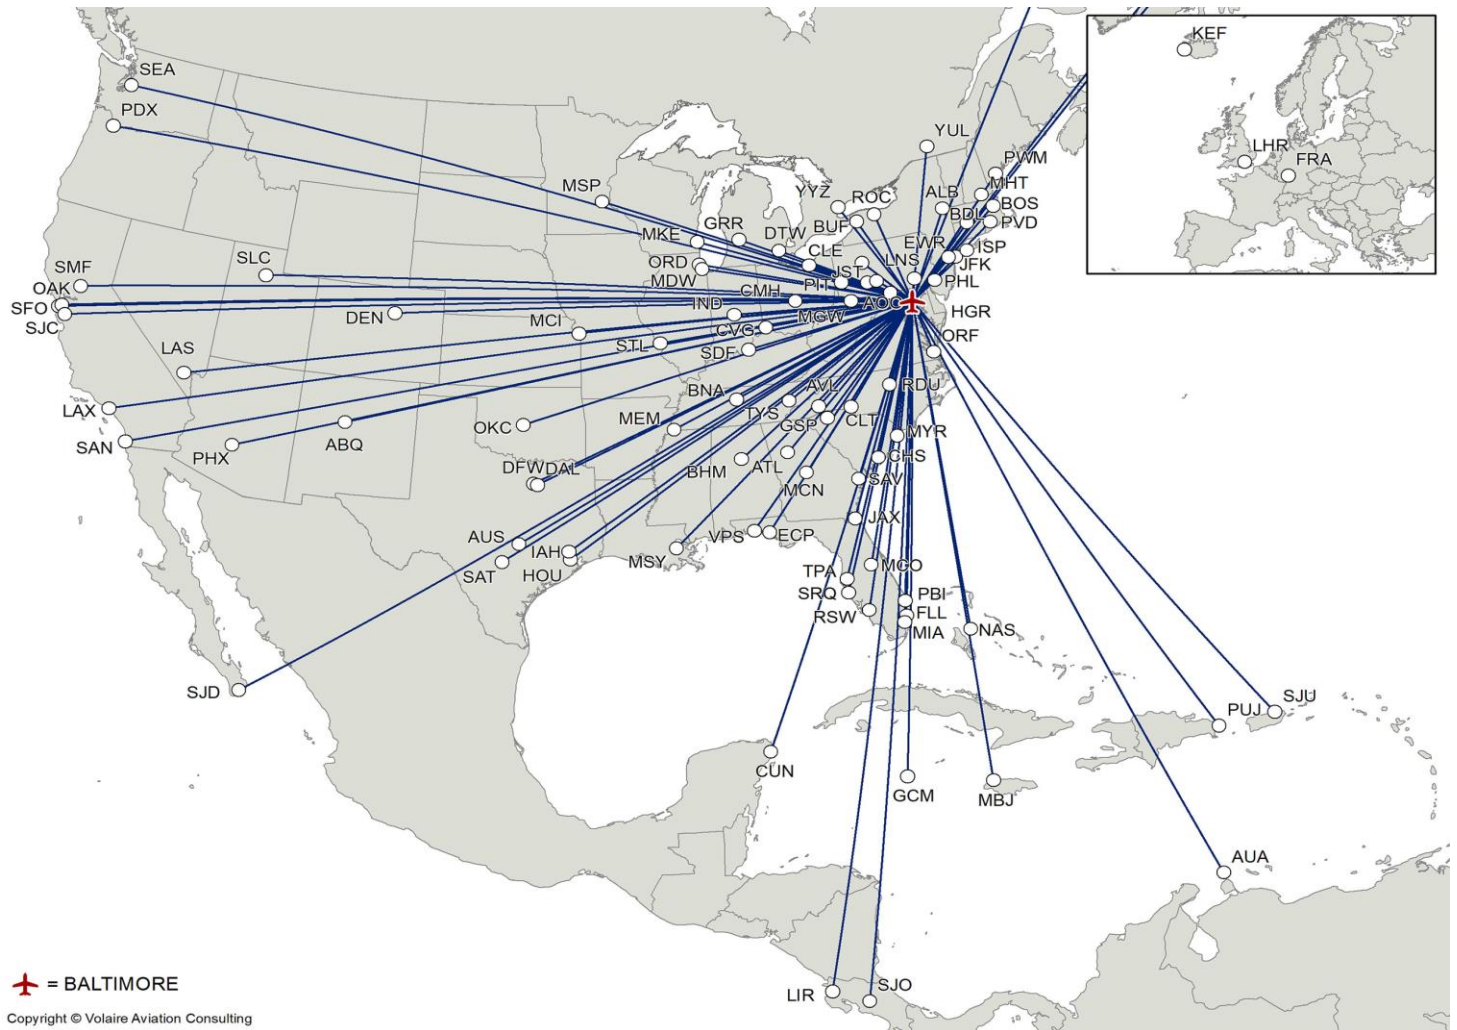 KEF
SEA
PDX
YUL
LHR
PWM
FRA
MSP
MHT
YYZ
ROC
ALB
BOS
BDL
PVD
BUF
GRR
MKE
DTW
EWR
ISP
CLE
SLC
ORD
LNS
JFK
SMF
JST
MDW
PIT
PHL
OAK
CMH
SFO
IND
AOO
DEN
MGW
HGR
MCI
SJC
CVG
ORF
LAS
STL
SDF
RDU
BNA
AVL
LAX
MEM
TYS
CLT
GSP
OKC
MYR
SAN
PHX
ABQ
CHS
DFW
DAL
BHM
ATL
SAV
MCN
JAX
AUS
VPS
ECP
IAH
MSY
SAT
HOU
TPA
MCO
SRQ
PBI
RSW
FLL
MIA
NAS
SJD
SJU
PUJ
CUN
GCM
MBJ
AUA
= BALTIMORE
SJO
LIR
Copyright © Volaire Aviation Consulting